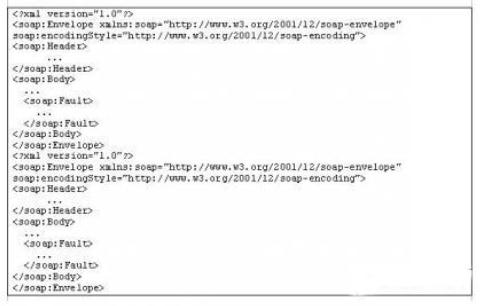 <?xml version="1.0"?>
<soap:Envelope xmlns:soap="http://www.w3.org/2001/12/soap-envelope"
soap:encodingStyle="http://www.w3.org/2001/12/soap-encoding">
<soap:Header>
...
</soap:Header>
<soap:Body>
...
<soap:Fault>
...
</soap:Fault>
</soap:Body>
</soap:Envelope>
<?xml version="1.0"?>
<soap:Envelope xmlns:soap="http://www.w3.org/2001/12/soap-envelope"
soap:encodingStyle="http://www.w3.org/2001/12/soap-encoding">
<soap:Header>
...
</soap:Header>
<soap:Body>
...
<soap:Fault>
...
</soap:Fault>
</soap:Body>
</soap:Envelope>